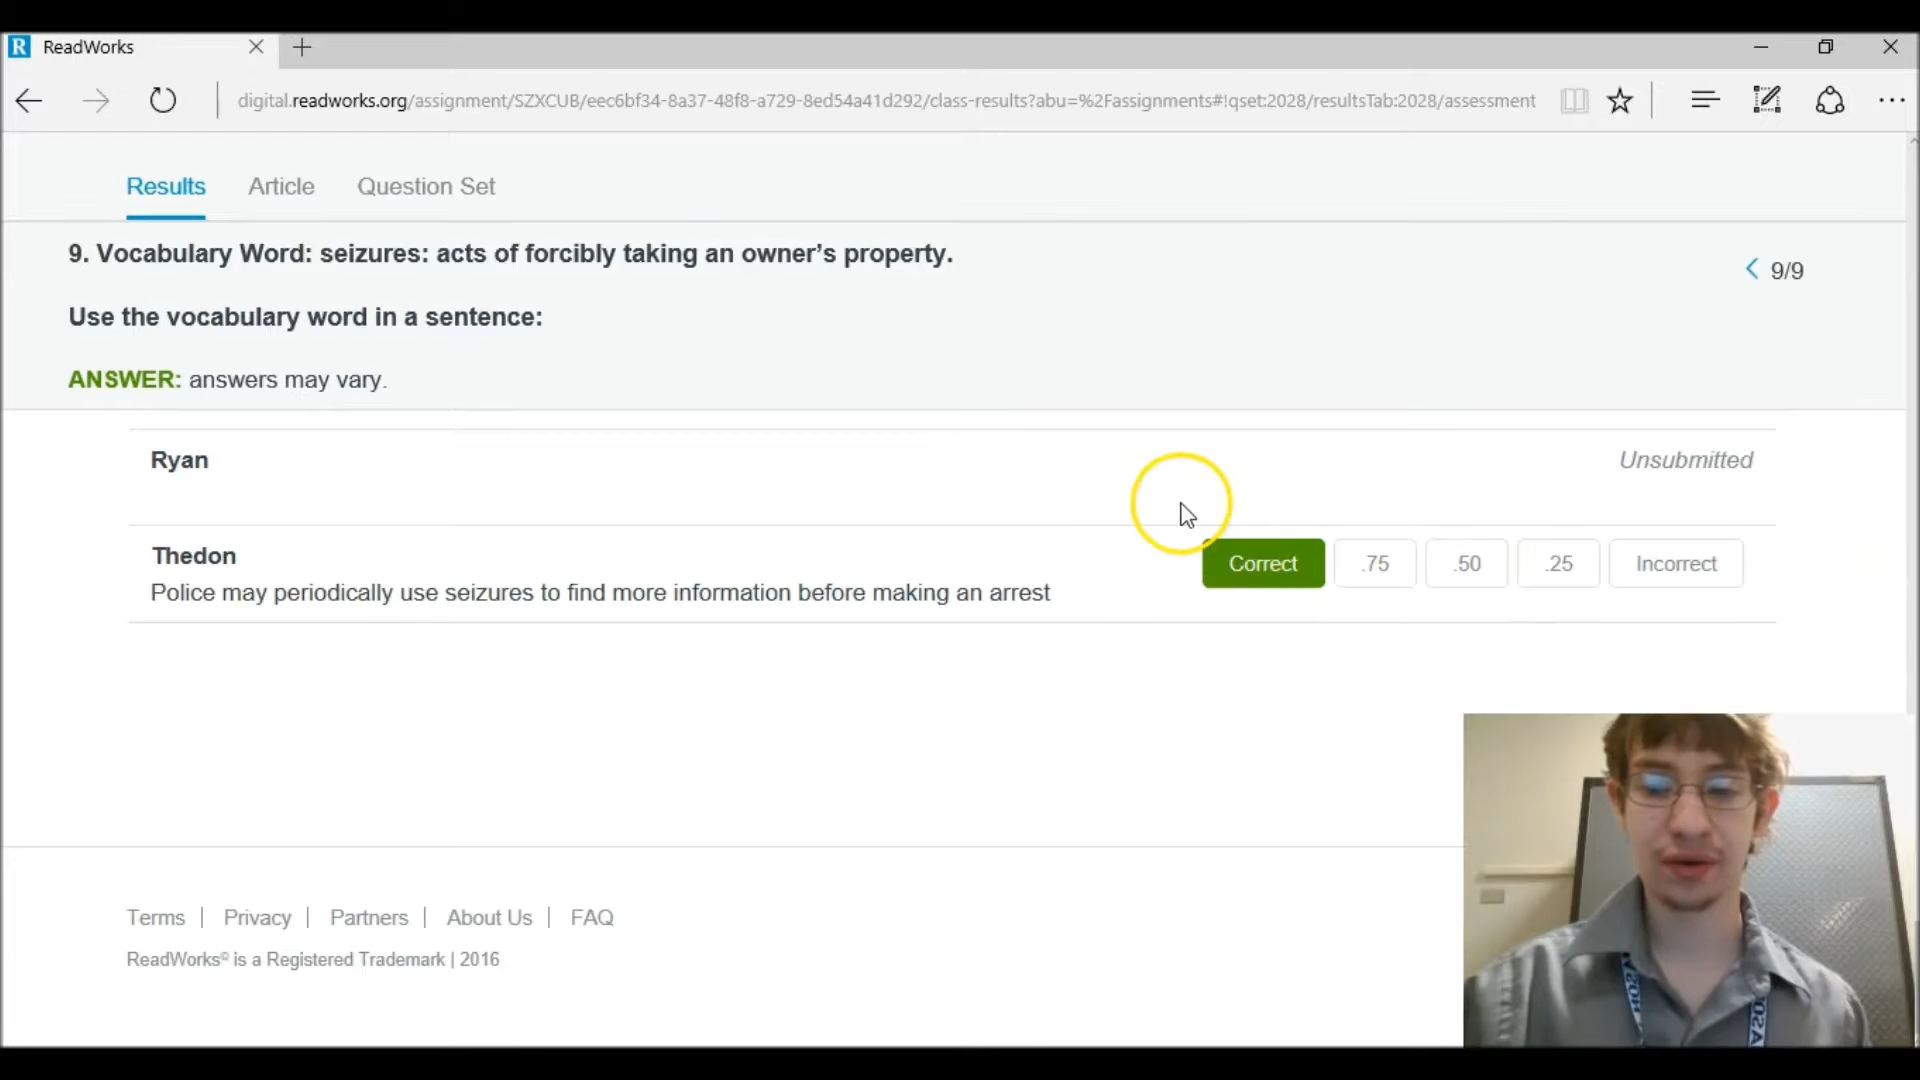 ReadWorks
digital.readworks.org/assignment/SZXCUB/eec6bf34-8a37-48f8-a729-8ed54a41d292/class-results?abu=%2Fassignments#!qset:2028/resultsTab:2028/assessment
Results Article Question Set
9. Vocabulary Word: seizures: acts of forcibly taking an owner’s property.
9/9
Use the vocabulary word in a sentence:
ANSWER: answers may vary.
Ryan Unsubmitted
Thedon
Correct .75 .50 .25 Incorrect
Police may periodically use seizures to find more information before making an arrest
Terms | Privacy | Partners | About Us | FAQ
ReadWorks© is a Registered Trademark | 2016